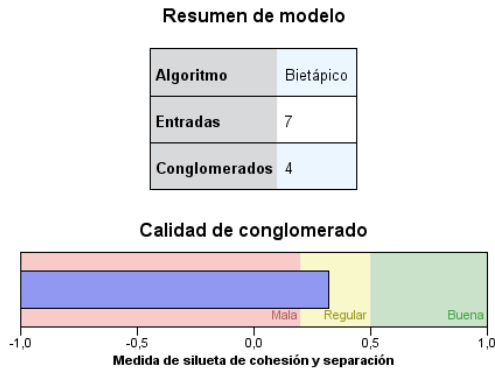 Resumen de modelo
Algoritmo Bietápico
Entradas 7
Conglomerados 4
Calidad de conglomerado
Mala Regular Buena
-1,0 -0,5 0,0 0,5 1,0
Medida de silueta de cohesión y separación